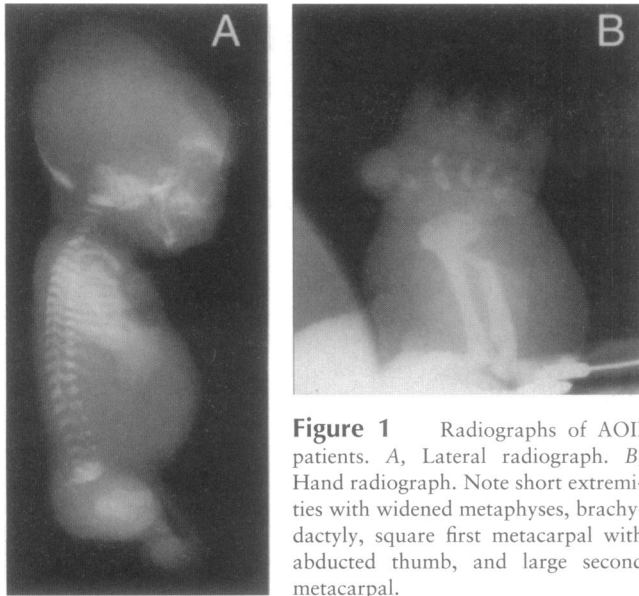 A
B
Figure 1 Radiographs of AOII
patients. A, Lateral radiograph. B,
Hand radiograph. Note short extremi-
ties with widened metaphyses, brachy-
dactyly, square first metacarpal with
abducted thumb, and large second
metacarpal.